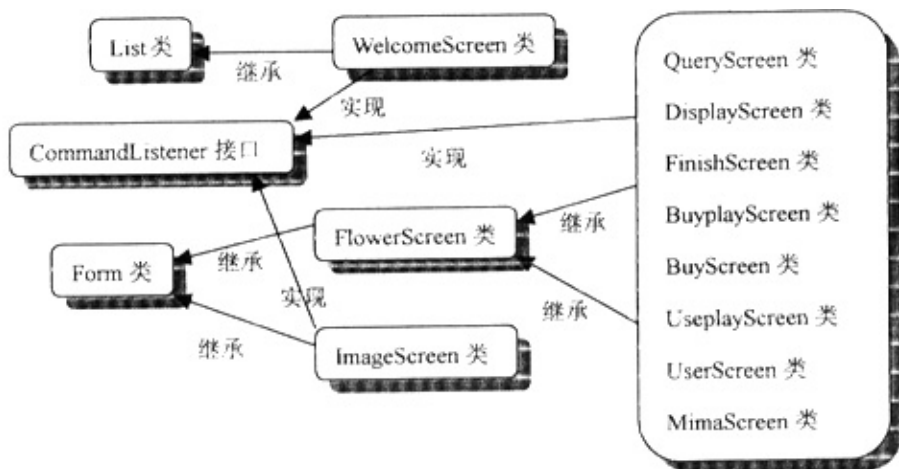 List 类
WelcomeScreen 类
继承
实现
CommandListener 接口
实现
FlowerScreen 类
继承
Form 类
继承
实现
继承
ImageScreen 类
继承
QueryScreen 类
DisplayScreen 类
FinishScreen 类
BuyplayScreen 类
BuyScreen 类
UseplayScreen 类
UserScreen 类
MimaScreen 类